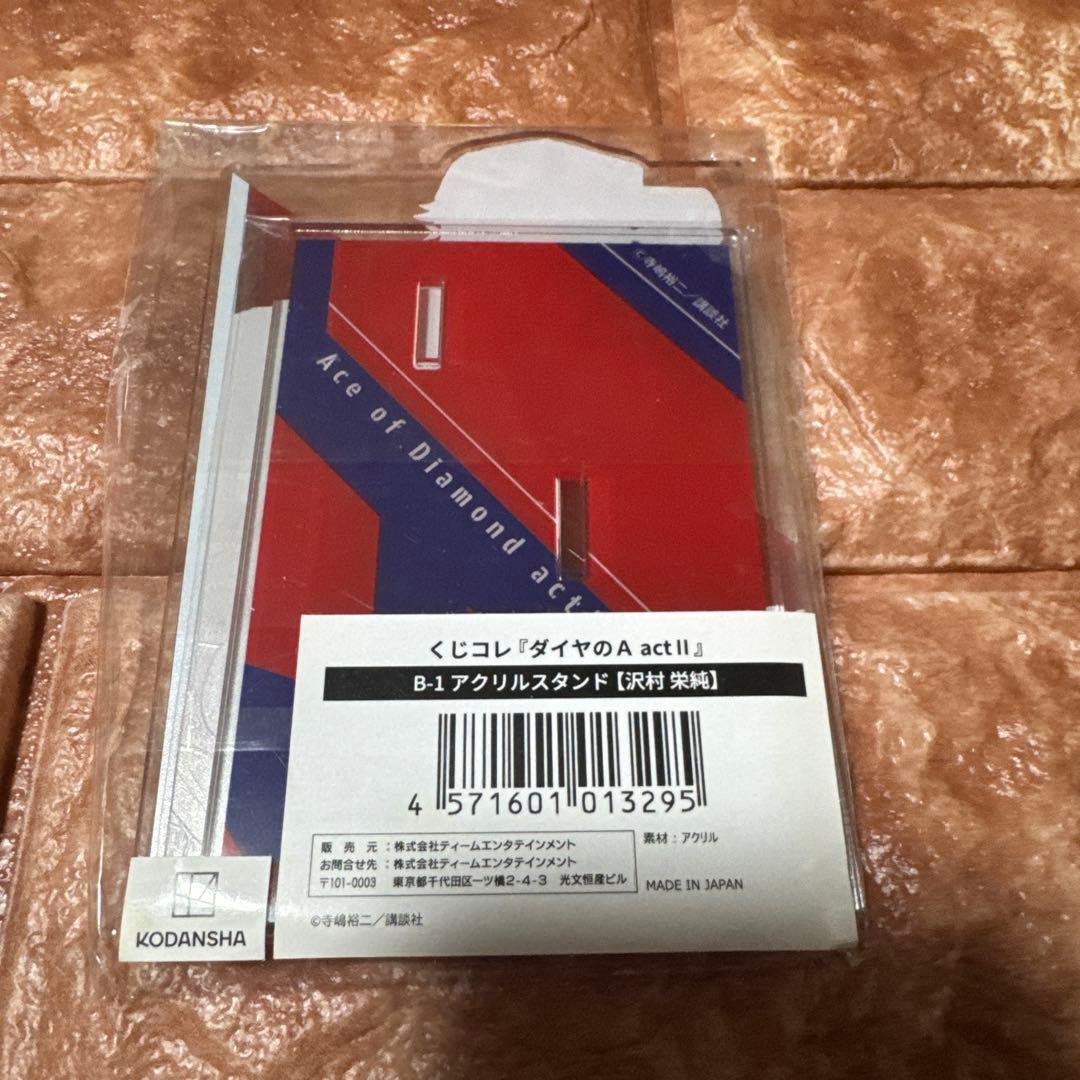 ©寺嶋裕二／講談社
Ace of Diamond act
くじコレ『ダイヤのA actⅡ』
B-1 アクリルスタンド【沢村 栄純】
4 571601 013295
販売元：株式会社ティームエンタテインメント
お問合せ先：株式会社ティームエンタテインメント
〒101-0003 東京都千代田区一ツ橋2-4-3 光文恒産ビル
素材：アクリル
MADE IN JAPAN
©寺嶋裕二／講談社
KODANSHA